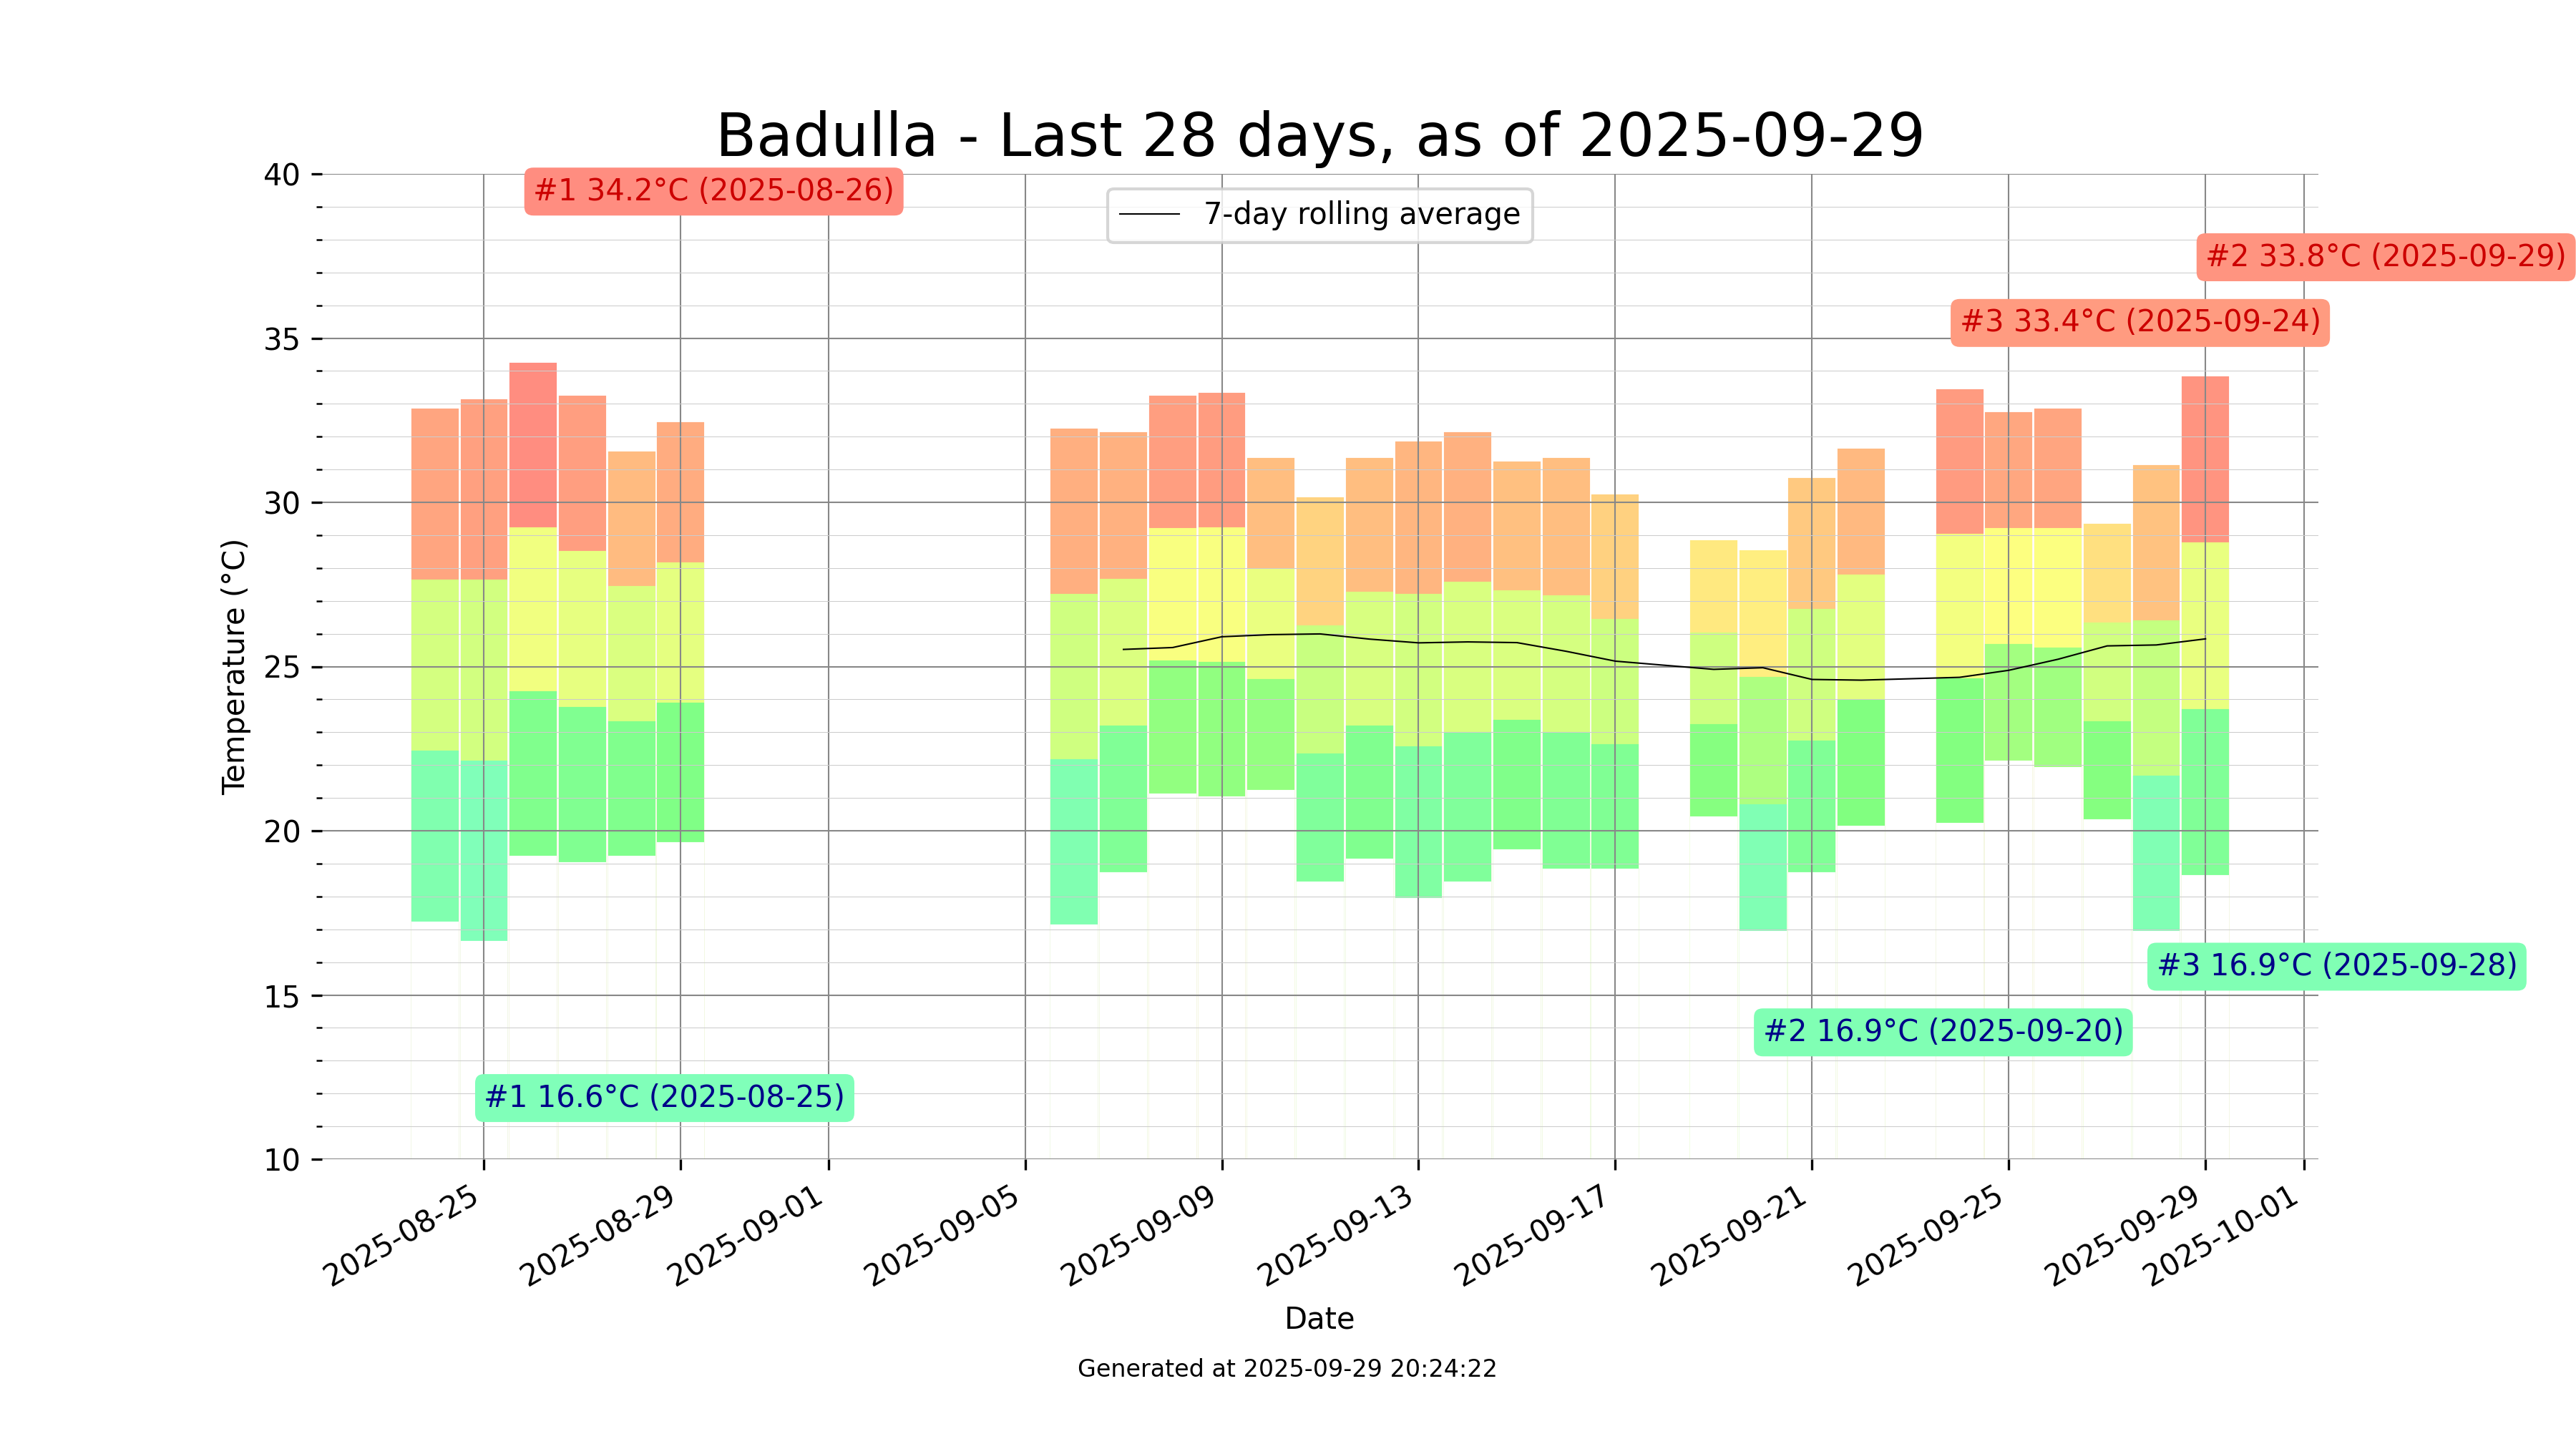 Badulla - Last 28 days, as of 2025-09-29
40
#1 34.2°C (2025-08-26)
7-day rolling average
#2 33.8°C (2025-09-29)
#3 33.4°C (2025-09-24)
35
30
25
20
15
10
Temperature (°C)
#3 16.9°C (2025-09-28)
#2 16.9°C (2025-09-20)
#1 16.6°C (2025-08-25)
2025-08-25
2025-08-29
2025-09-01
2025-09-05
2025-09-09
2025-09-13
2025-09-17
2025-09-21
2025-09-25
2025-09-29
2025-10-01
Date
Generated at 2025-09-29 20:24:22